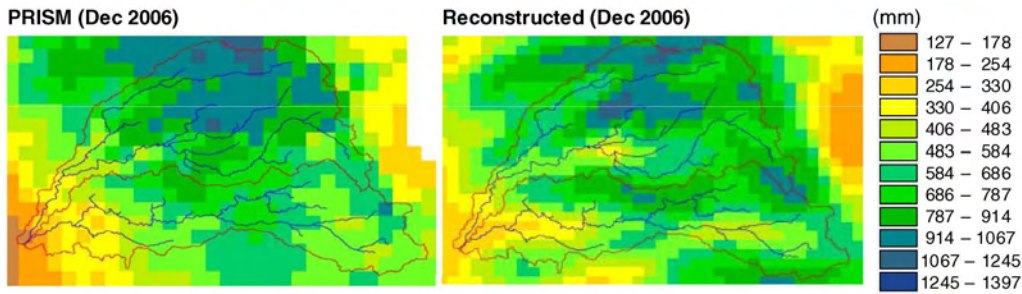 PRISM (Dec 2006)
Reconstructed (Dec 2006)
(mm)
127 – 178
178 – 254
254 – 330
330 – 406
406 – 483
483 – 584
584 – 686
686 – 787
787 – 914
914 – 1067
1067 – 1245
1245 – 1397